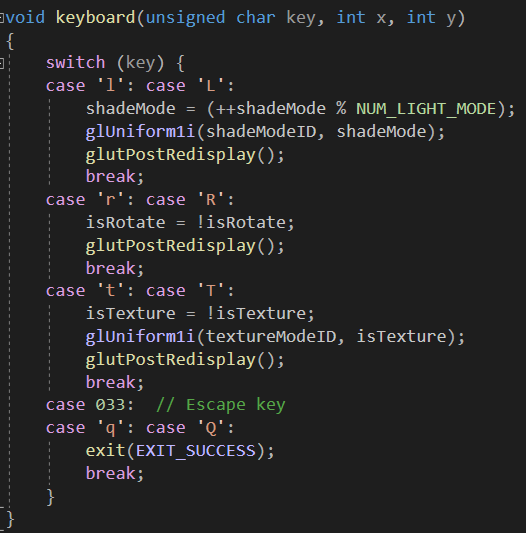 void keyboard(unsigned char key, int x, int y)
{
    switch (key) {
    case 'l': case 'L':
        shadeMode = (++shadeMode % NUM_LIGHT_MODE);
        glUniform1i(shadeModeID, shadeMode);
        glutPostRedisplay();
        break;
    case 'r': case 'R':
        isRotate = !isRotate;
        glutPostRedisplay();
        break;
    case 't': case 'T':
        isTexture = !isTexture;
        glUniform1i(textureModeID, isTexture);
        glutPostRedisplay();
        break;
    case 033:  // Escape key
    case 'q': case 'Q':
        exit(EXIT_SUCCESS);
        break;
    }
}